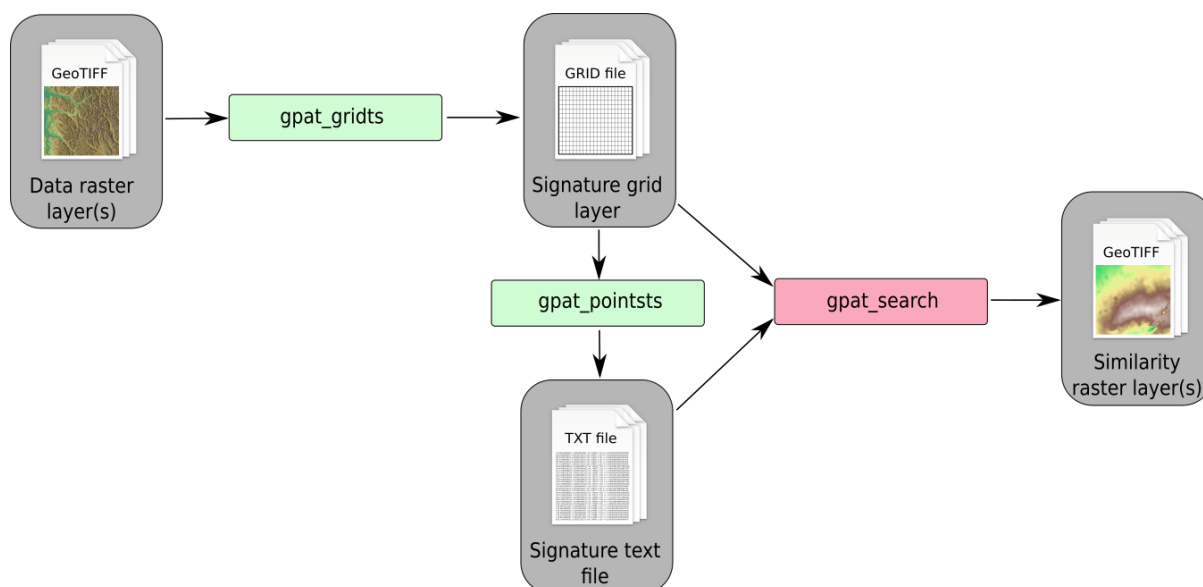 GeoTIFF
Data raster
layer(s)
gpat_gridts
GRID file
Signature grid
layer
gpat_pointsts
TXT file
Signature text
file
gpat_search
GeoTIFF
Similarity
raster layer(s)